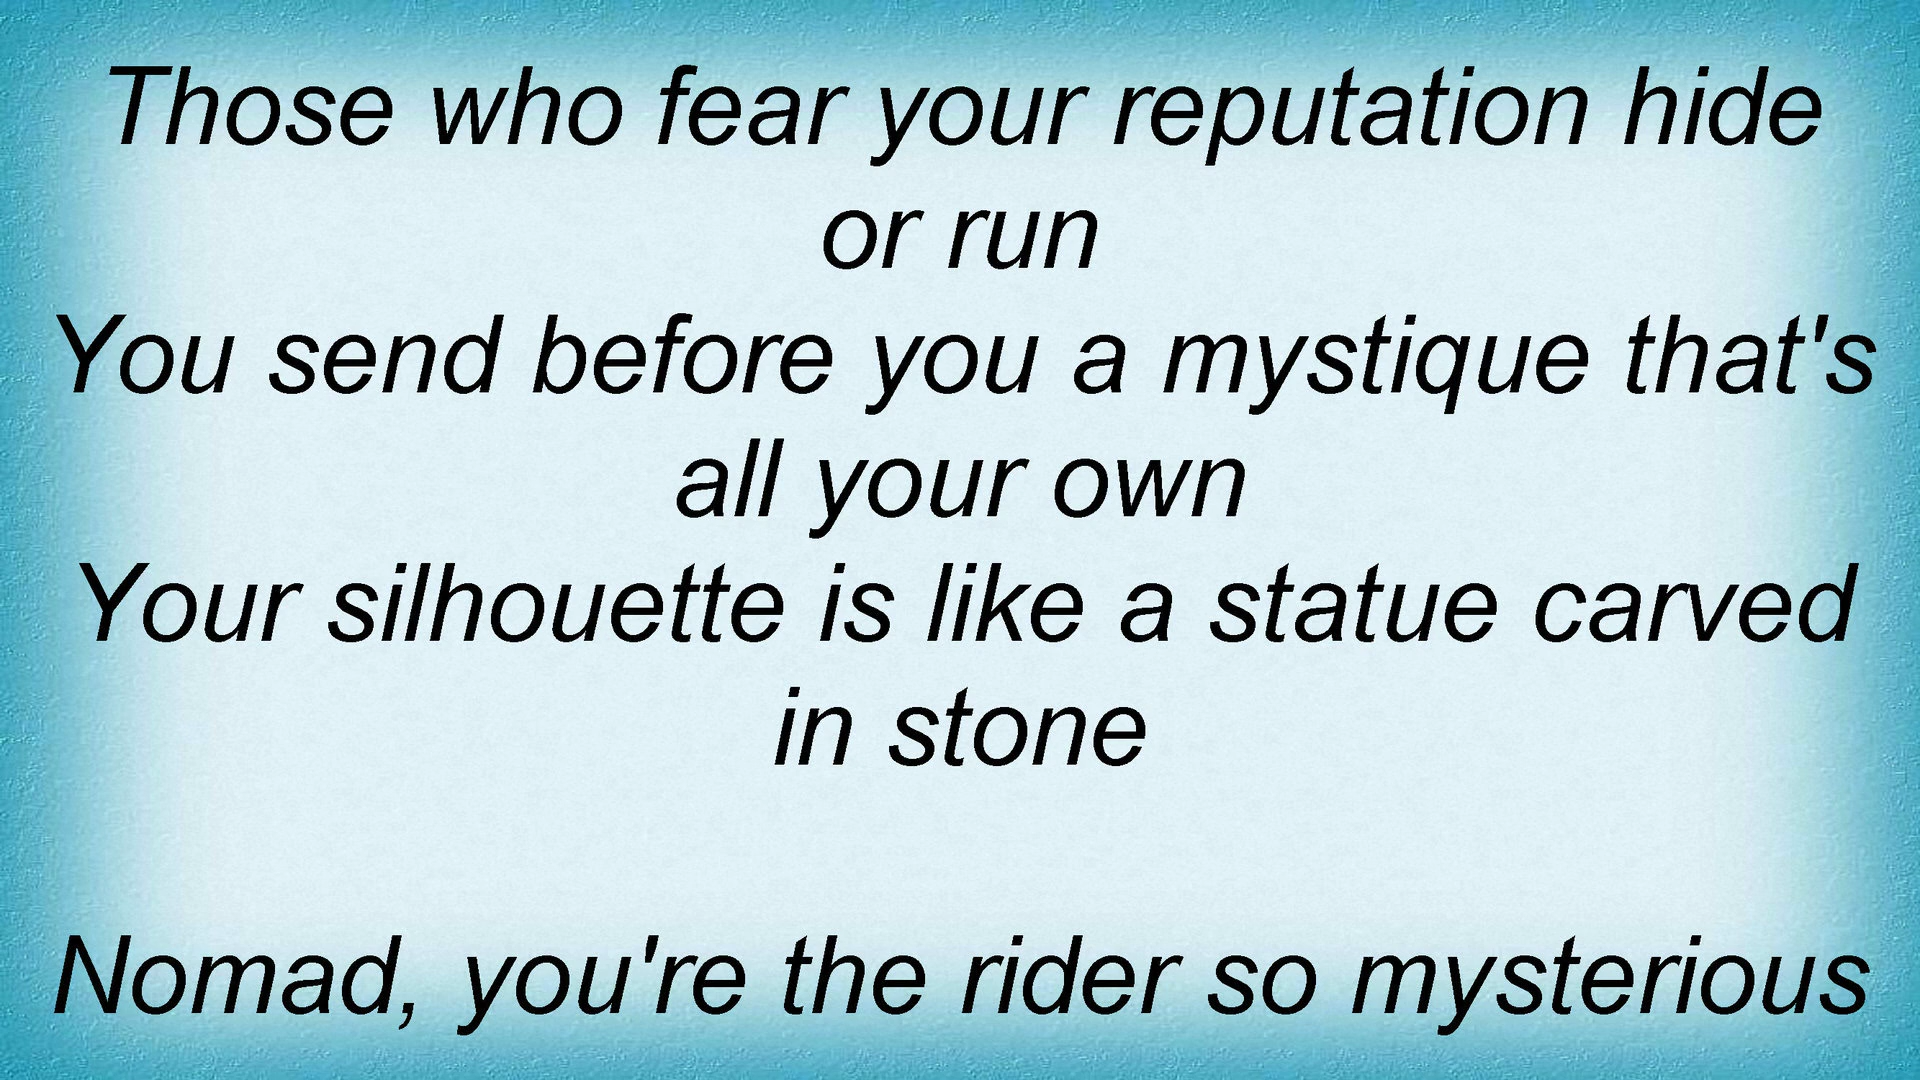 Those who fear your reputation hide
or run
You send before you a mystique that's
all your own
Your silhouette is like a statue carved
in stone
Nomad, you're the rider so mysterious